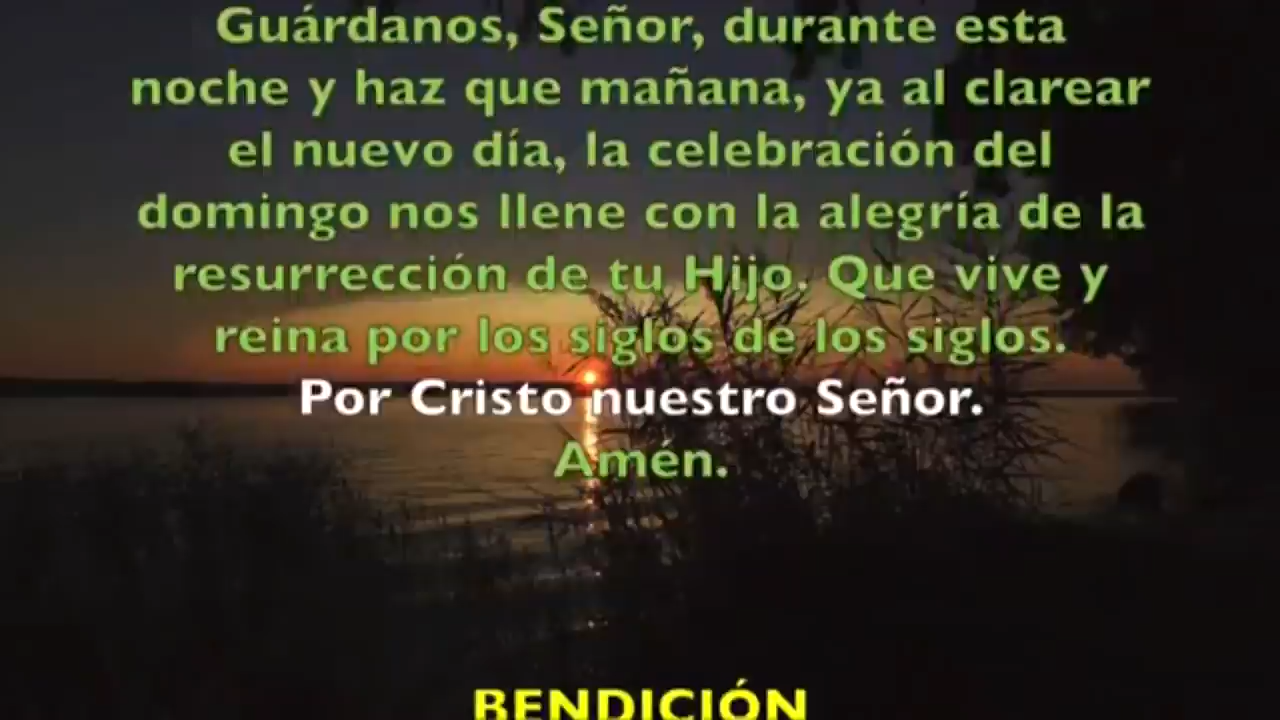 Guárdanos, Señor, durante esta
noche y haz que mañana, ya al clarear
el nuevo día, la celebración del
domingo nos llene con la alegría de la
resurrección de tu Hijo. Que vive y
reina por los siglos de los siglos.
Por Cristo nuestro Señor.
Amén.
BENDICIÓN